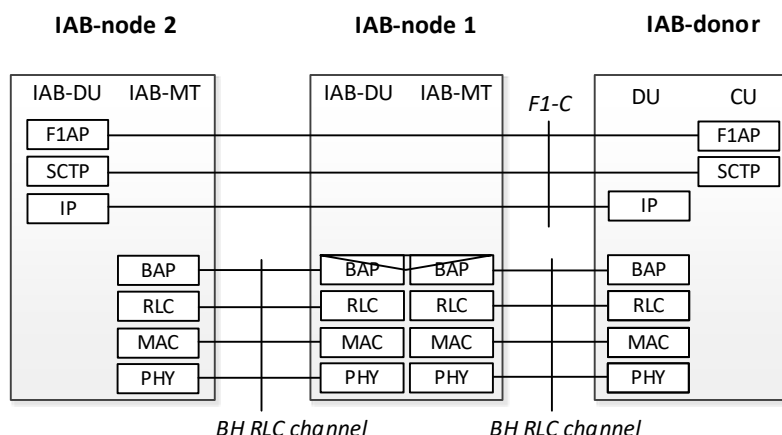 IAB-node 2 IAB-node 1 IAB-donor
IAB-DU IAB-MT IAB-DU IAB-MT F1-C DU CU
F1AP F1AP
SCTP SCTP
IP IP
BAP BAP BAP BAP
RLC RLC RLC RLC
MAC MAC MAC MAC
PHY PHY PHY PHY
BH RLC channel BH RLC channel